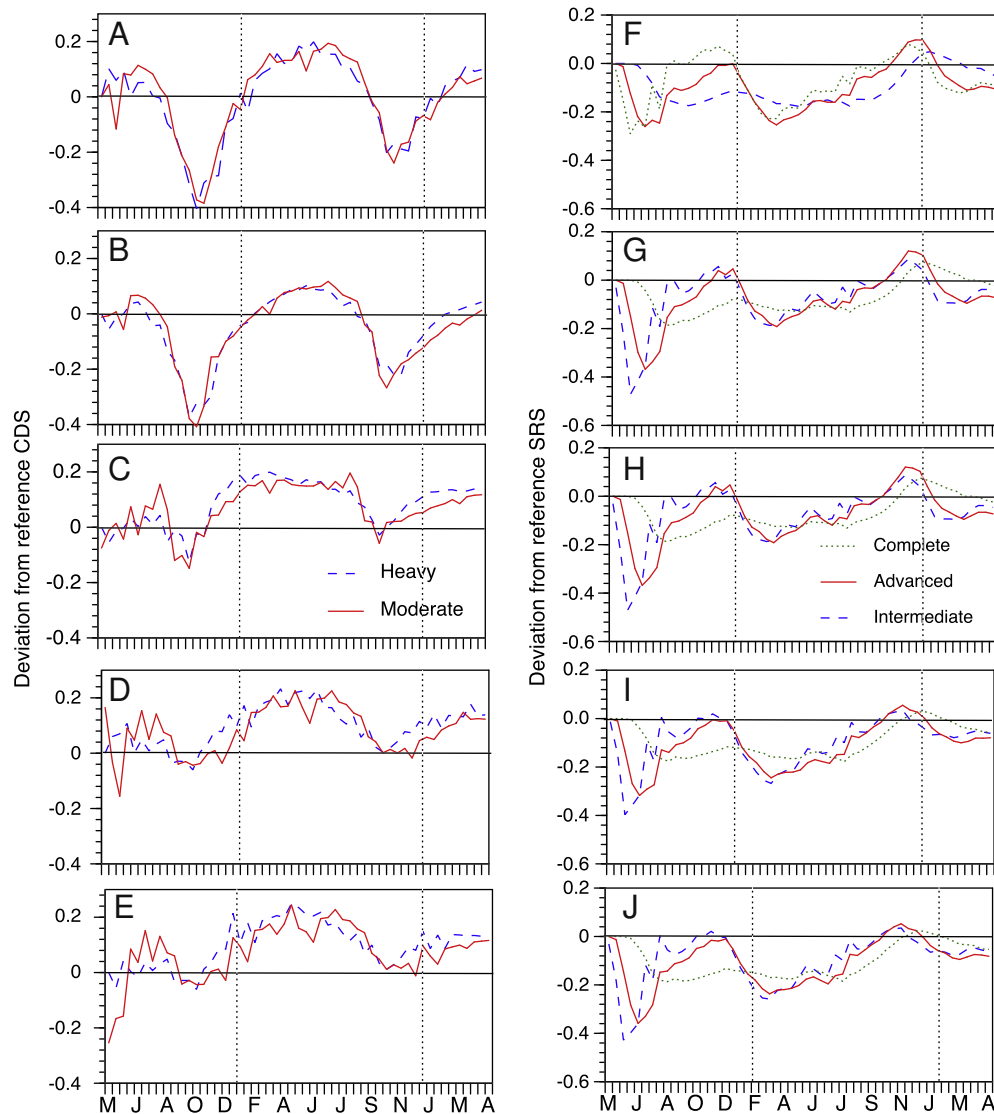 Deviation from reference CDS
A
0.2
0
-0.2
-0.4
B
0.2
0
-0.2
-0.4
C
0.2
0
-0.2
-0.4
Heavy
Moderate
D
0.2
0
-0.2
-0.4
E
0.2
0
-0.2
-0.4
M J A O D F A J J S N J M A
Deviation from reference SRS
F
0.2
0.0
-0.2
-0.4
-0.6
G
0.2
0
-0.2
-0.4
-0.6
H
0.2
0.0
-0.2
-0.4
-0.6
Complete
Advanced
Intermediate
I
0.2
0.0
-0.2
-0.4
-0.6
J
0.2
0
-0.2
-0.4
-0.6
M J A O D F A J J S N J M A